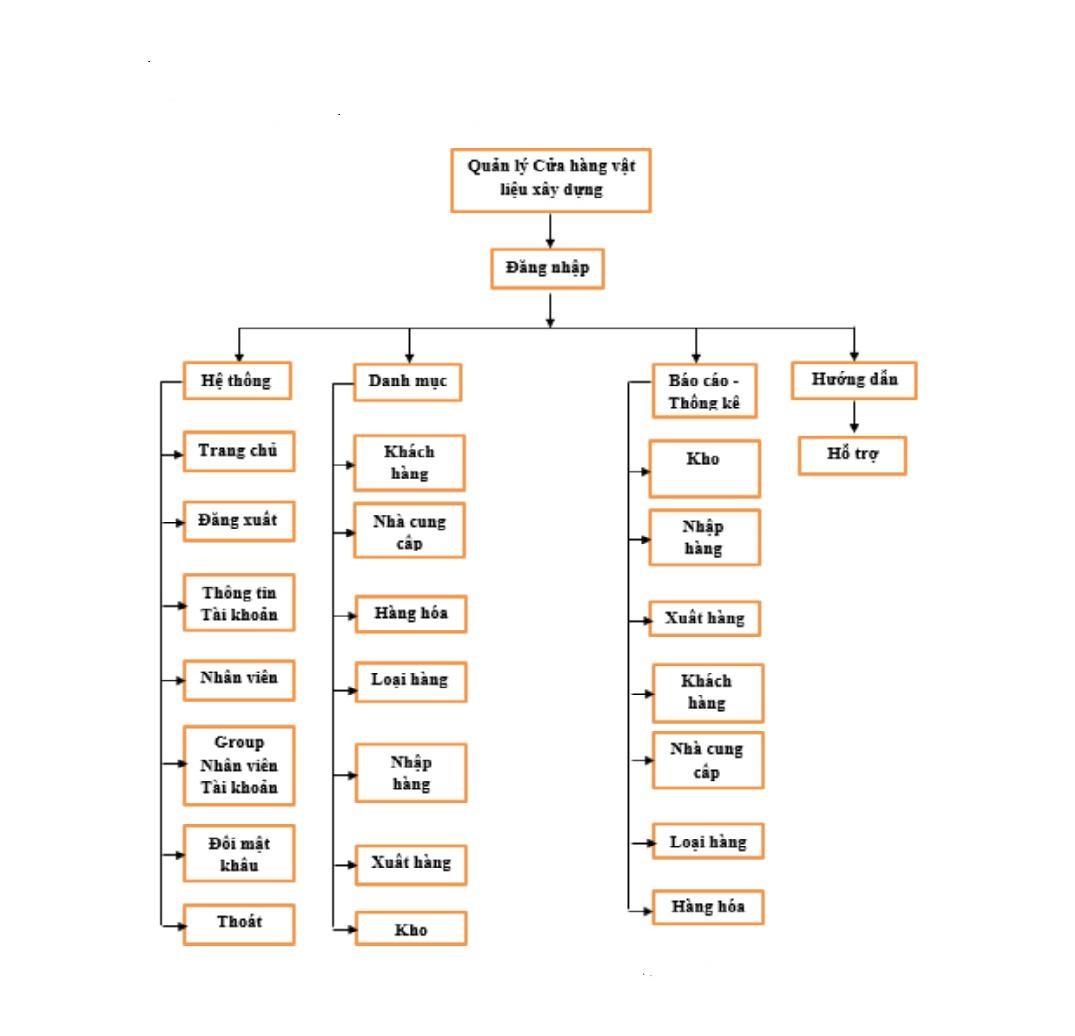 Quản lý Cửa hàng vật
liệu xây dựng
Đăng nhập
Hệ thông
Trang chủ
Đăng xuất
Thông tin
Tài khoản
Nhân viên
Group
Nhân viên
Tài khoản
Đổi mật
khẩu
Thoát
Danh mục
Khách
hàng
Nhà cung
cấp
Hàng hóa
Loại hàng
Nhập
hàng
Xuất hàng
Kho
Báo cáo -
Thông kê
Kho
Nhập
hàng
Xuất hàng
Khách
hàng
Nhà cung
cấp
Loại hàng
Hàng hóa
Hướng dẫn
Hỗ trợ